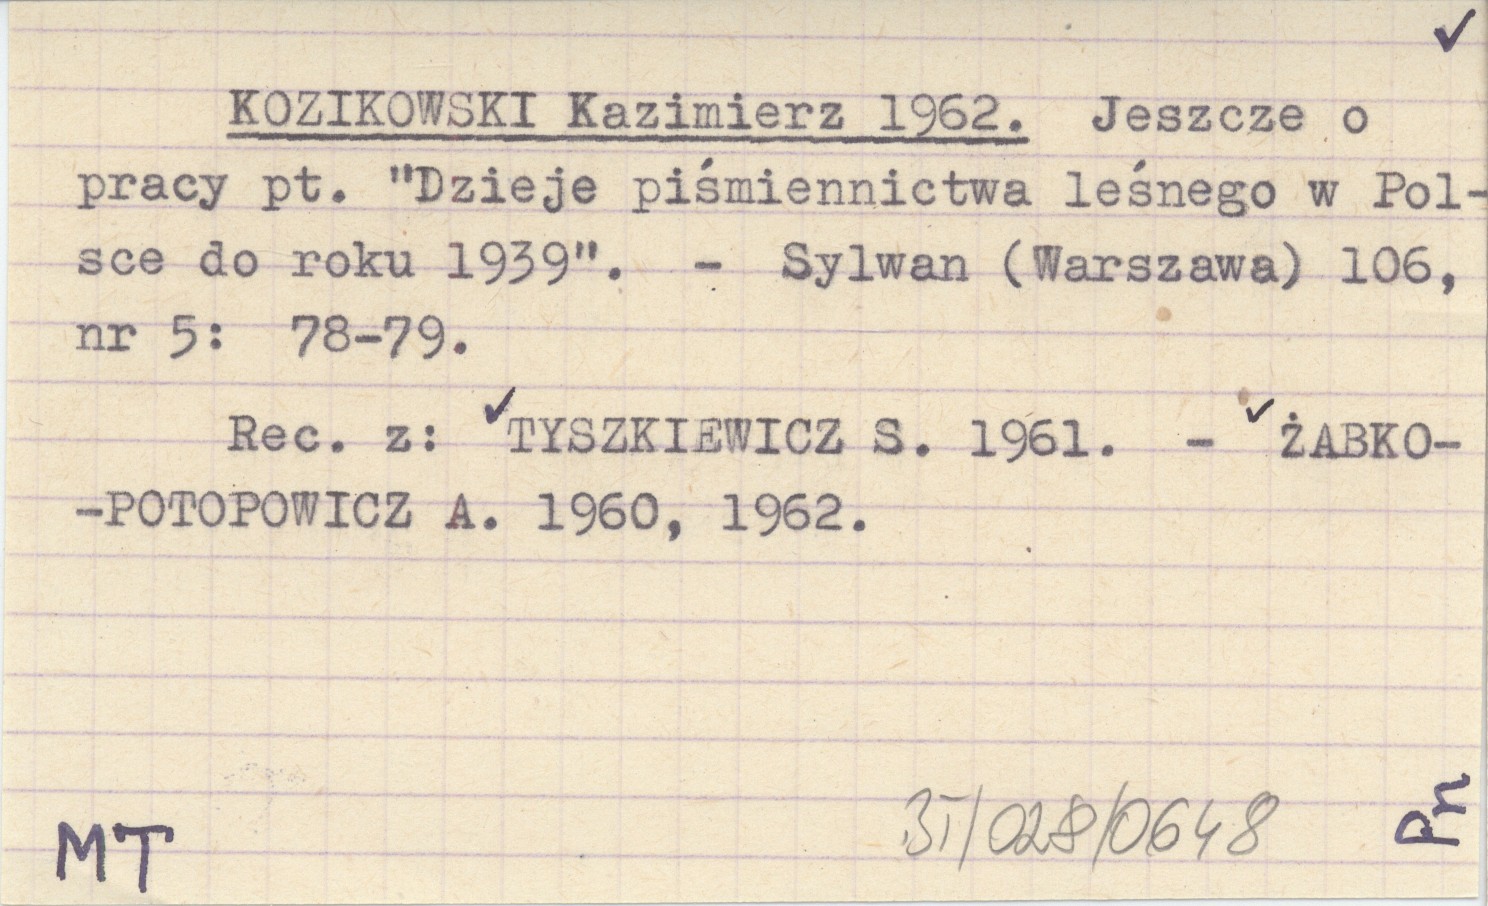 KOZIKOWSKI Kazimierz 1962. Jeszcze o
pracy pt. "Dzieje piśmiennictwa leśnego w Pol-
sce do roku 1939". - Sylwan (Warszawa) 106,
nr 5: 78-79.
Rec. z: ✓TYSZKIEWICZ S. 1961. - ✓ŻABKO-
-POTOPOWICZ A. 1960, 1962.
MT
/028/0648
Pn